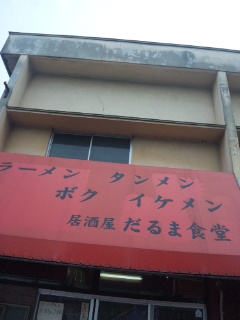 ラーメン タンメン
ボク イケメン
居酒屋 だるま食堂